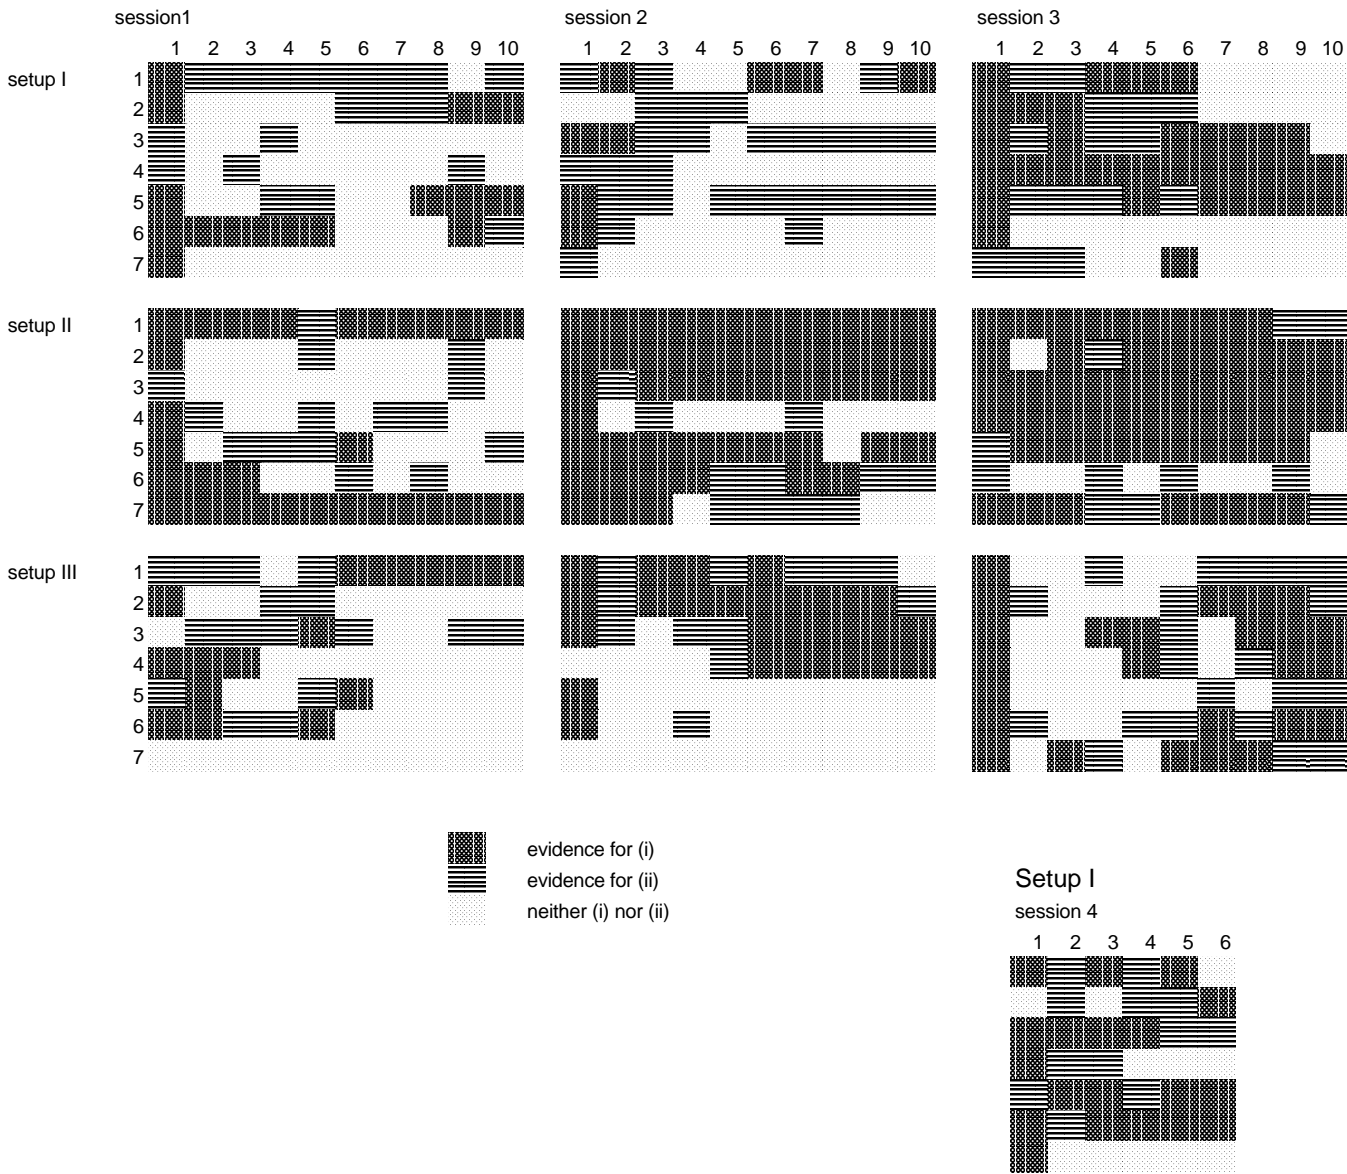 session1 session 2 session 3
1 2 3 4 5 6 7 8 9 10 1 2 3 4 5 6 7 8 9 10 1 2 3 4 5 6 7 8 9 10
setup I 1
2
3
4
5
6
7
setup II 1
2
3
4
5
6
7
setup III 1
2
3
4
5
6
7
evidence for (i)
evidence for (ii)
neither (i) nor (ii)
Setup I
session 4
1 2 3 4 5 6